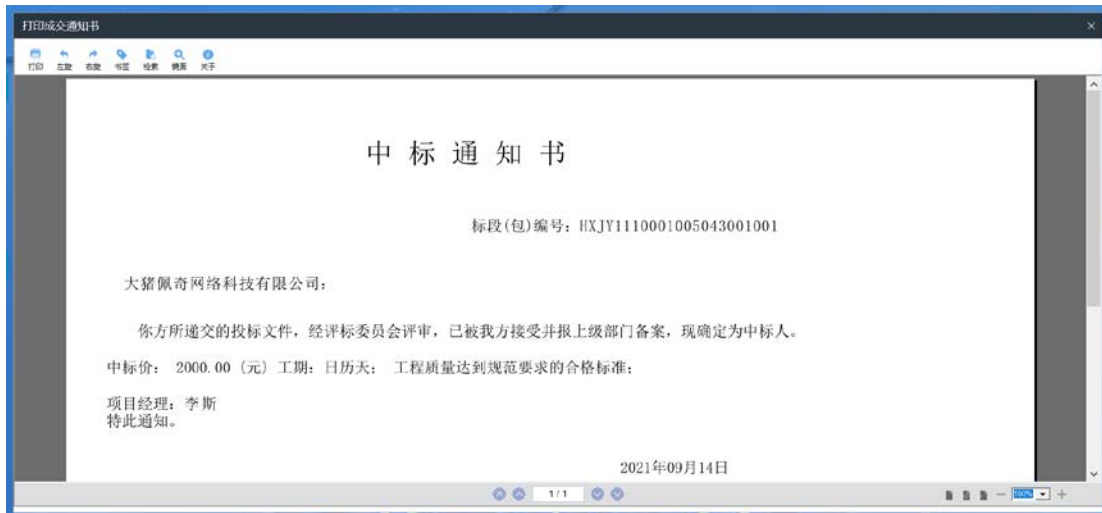 打印成交通知书
打印 左旋 右旋 书签 检索 镜面 关于
中标通知书
标段(包)编号：HXJY1110001005043001001
大猪佩奇网络科技有限公司：
你方所递交的投标文件，经评标委员会评审，已被我方接受并报上级部门备案，现确定为中标人。
中标价： 2000.00 (元) 工期：日历天； 工程质量达到规范要求的合格标准；
项目经理：李斯
特此通知。
2021年09月14日
1/1
100%